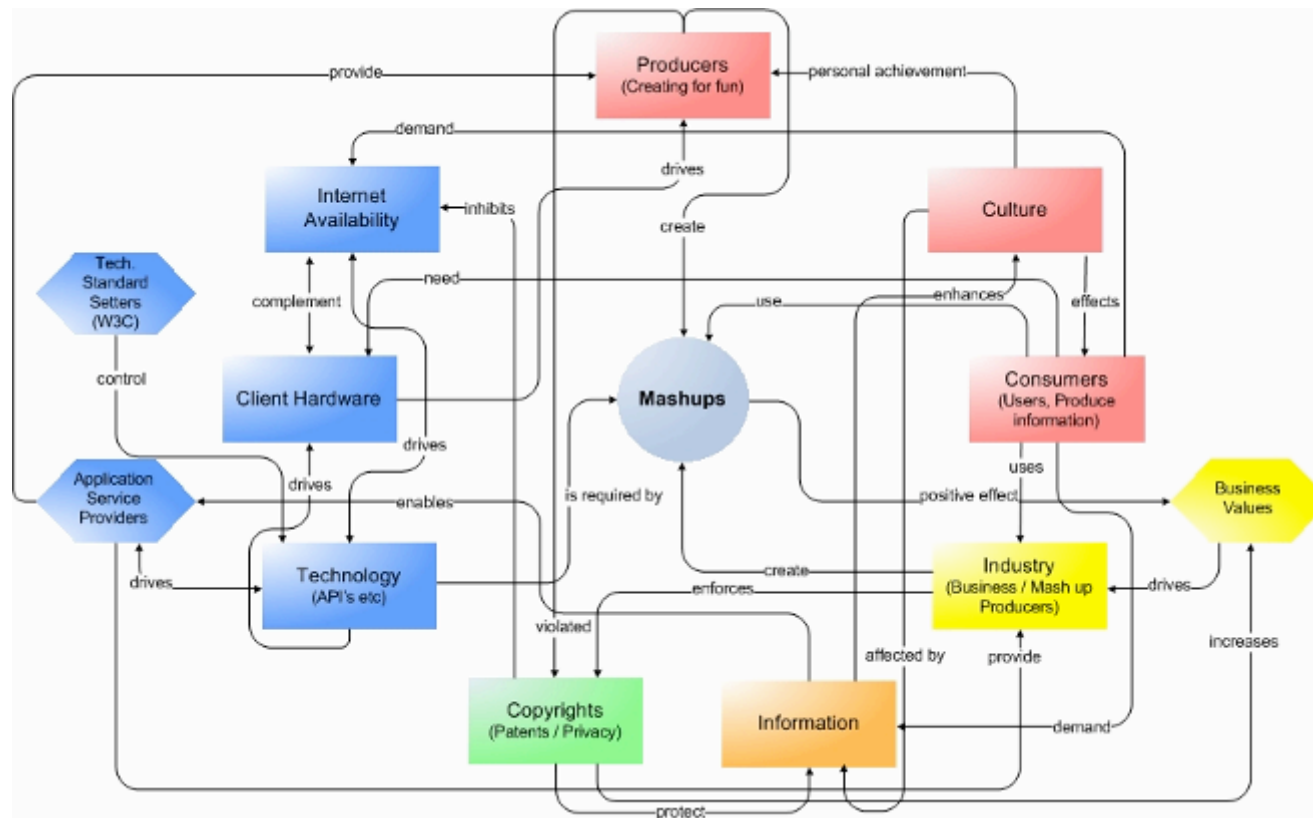 Producers
(Creating for fun)
provide
personal achievement
demand
drives
Internet
Availability
inhibits
Culture
create
Tech.
Standard
Setters
(W3C)
need
complement
use
enhances
effects
control
Client Hardware
Mashups
Consumers
(Users, Produce
information)
drives
uses
Application
Service
Providers
drives
enables
is required by
positive effect
Business
Values
drives
Technology
(API's etc)
create
enforces
Industry
(Business / Mash up
Producers)
drives
violated
affected by
provide
increases
Copyrights
(Patents / Privacy)
Information
demand
protect